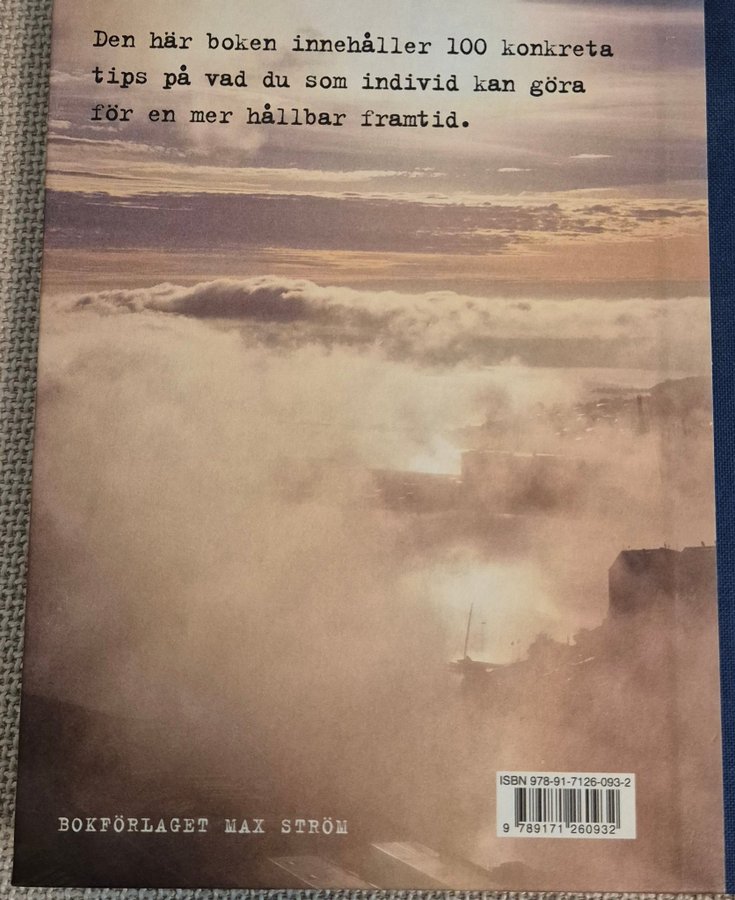 Den här boken innehåller 100 konkreta
tips på vad du som individ kan göra
för en mer hållbar framtid.
ISBN 978-91-7126-093-2
9 789171 260932
BOKFÖRLAGET MAX STRÖM